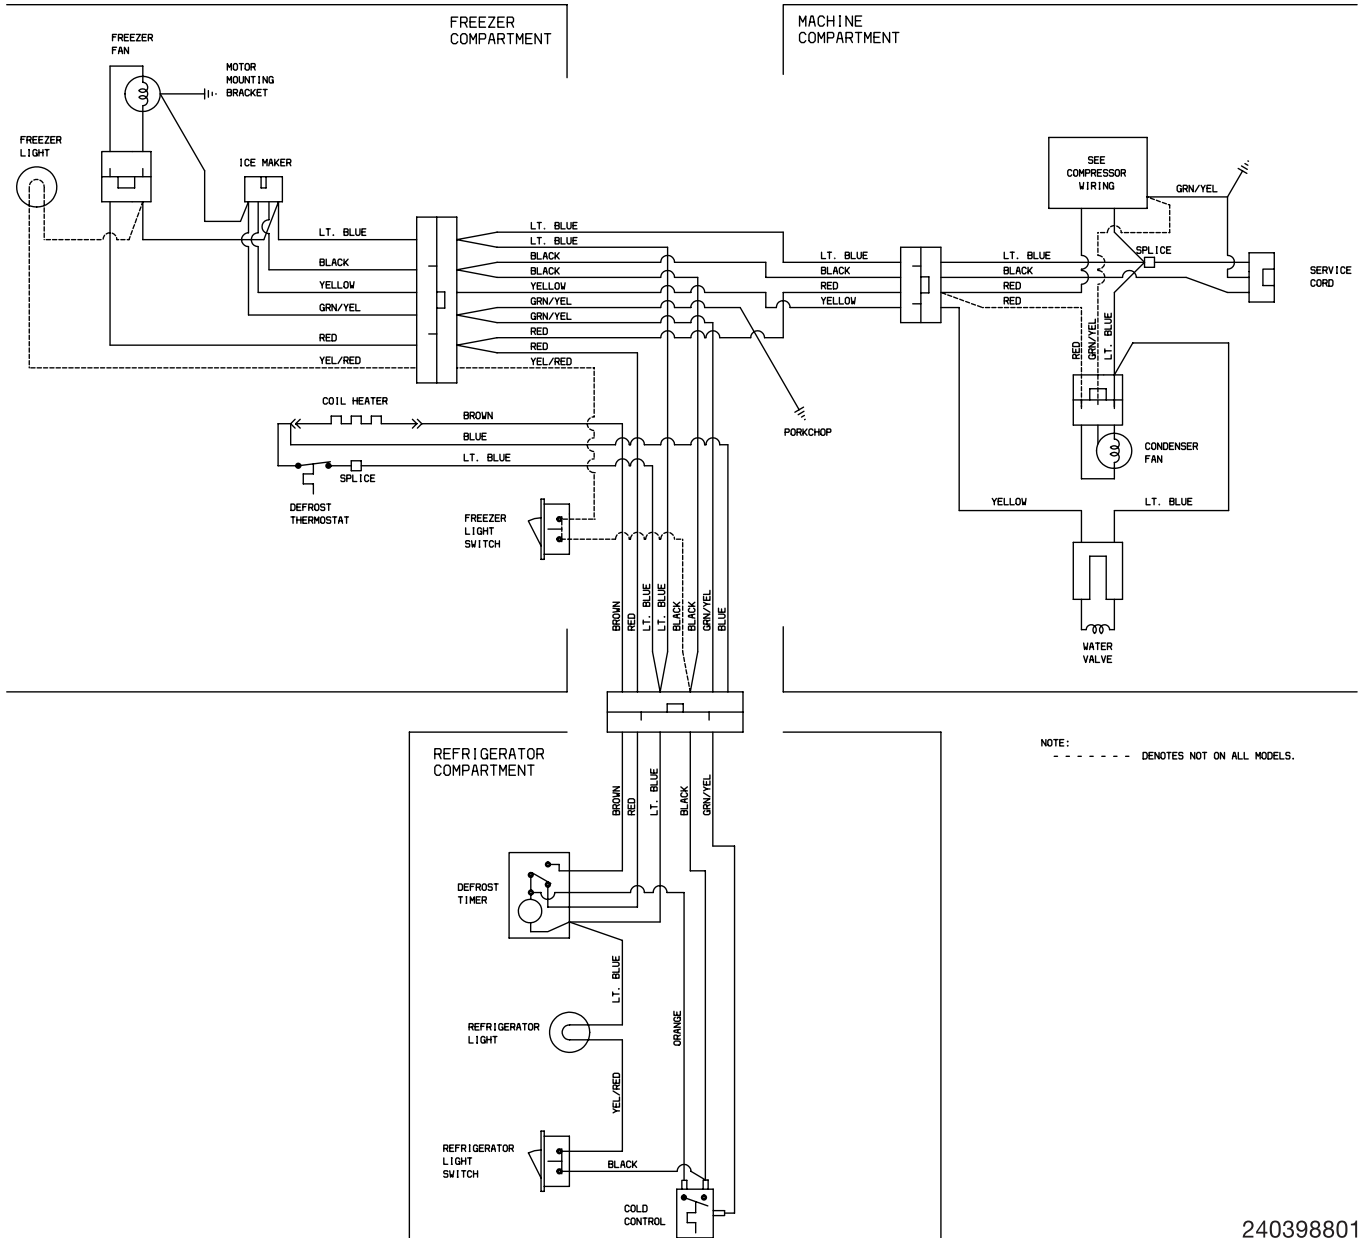 FREEZER
COMPARTMENT
MACHINE
COMPARTMENT
FREEZER
FAN
MOTOR
MOUNTING
BRACKET
FREEZER
LIGHT
ICE MAKER
LT. BLUE
BLACK
YELLOW
GRN/YEL
RED
YEL/RED
LT. BLUE
LT. BLUE
BLACK
BLACK
YELLOW
GRN/YEL
GRN/YEL
RED
RED
YEL/RED
LT. BLUE
BLACK
RED
YELLOW
LT. BLUE
BLACK
RED
RED
SEE
COMPRESSOR
WIRING
GRN/YEL
SPLICE
SERVICE
CORD
RED
GRN/YEL
LT. BLUE
PORKCHOP
COIL HEATER
BROWN
BLUE
LT. BLUE
SPLICE
DEFROST
THERMOSTAT
FREEZER
LIGHT
SWITCH
CONDENSER
FAN
YELLOW
LT. BLUE
WATER
VALVE
BROWN
RED
LT. BLUE
LT. BLUE
BLACK
BLACK
GRN/YEL
BLUE
REFRIGERATOR
COMPARTMENT
NOTE:
- - - - - - - DENOTES NOT ON ALL MODELS.
BROWN
RED
LT. BLUE
BLACK
GRN/YEL
DEFROST
TIMER
LT. BLUE
REFRIGERATOR
LIGHT
ORANGE
YEL/RED
REFRIGERATOR
LIGHT
SWITCH
BLACK
COLD
CONTROL
240398801